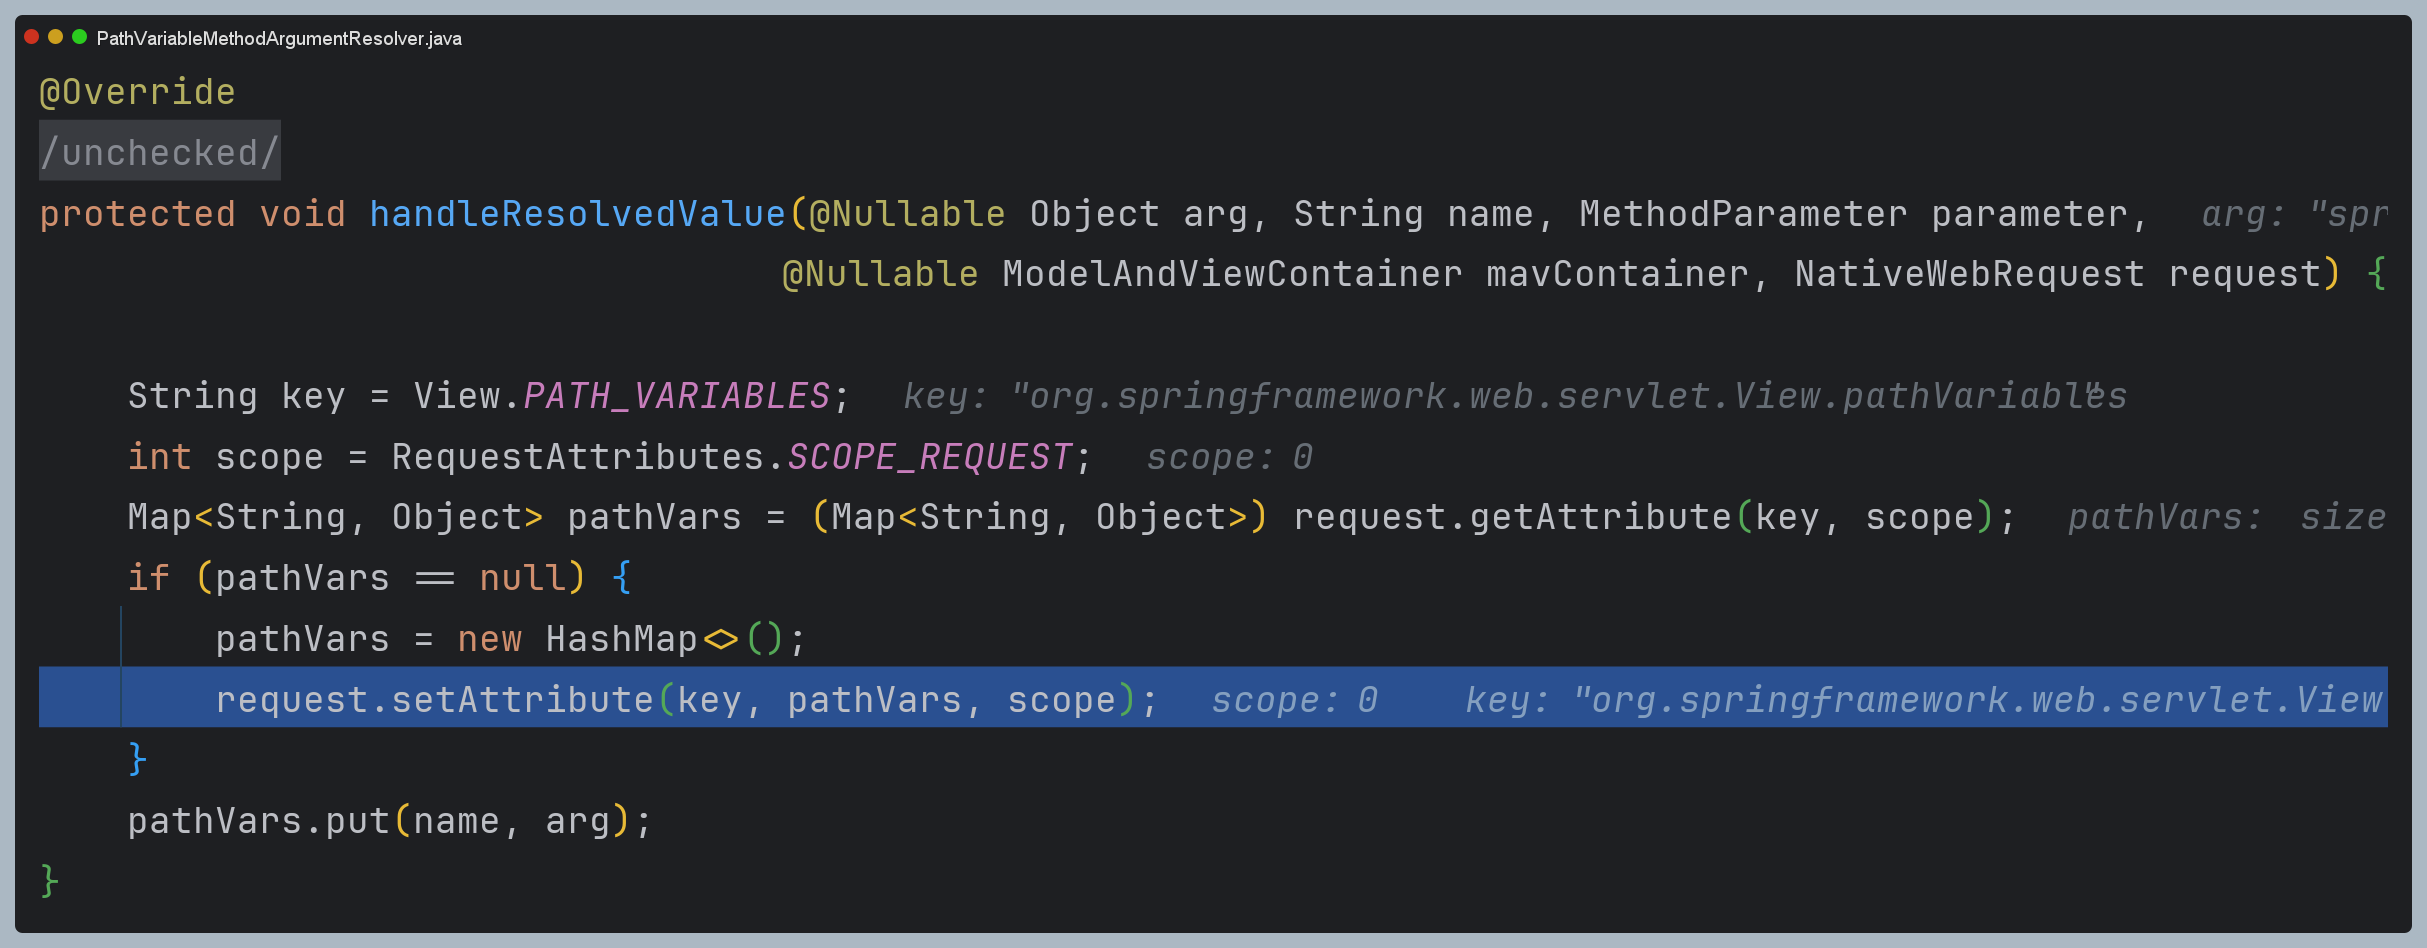 PathVariableMethodArgumentResolver.java
@Override
/unchecked/
protected void handleResolvedValue(@Nullable Object arg, String name, MethodParameter parameter,  arg: "spr
@Nullable ModelAndViewContainer mavContainer, NativeWebRequest request) {
String key = View.PATH_VARIABLES;  key: "org.springframework.web.servlet.View.pathVariables"
int scope = RequestAttributes.SCOPE_REQUEST;  scope: 0
Map<String, Object> pathVars = (Map<String, Object>) request.getAttribute(key, scope);  pathVars:  size
if (pathVars == null) {
pathVars = new HashMap<>();
request.setAttribute(key, pathVars, scope);  scope: 0  key: "org.springframework.web.servlet.View
}
pathVars.put(name, arg);
}